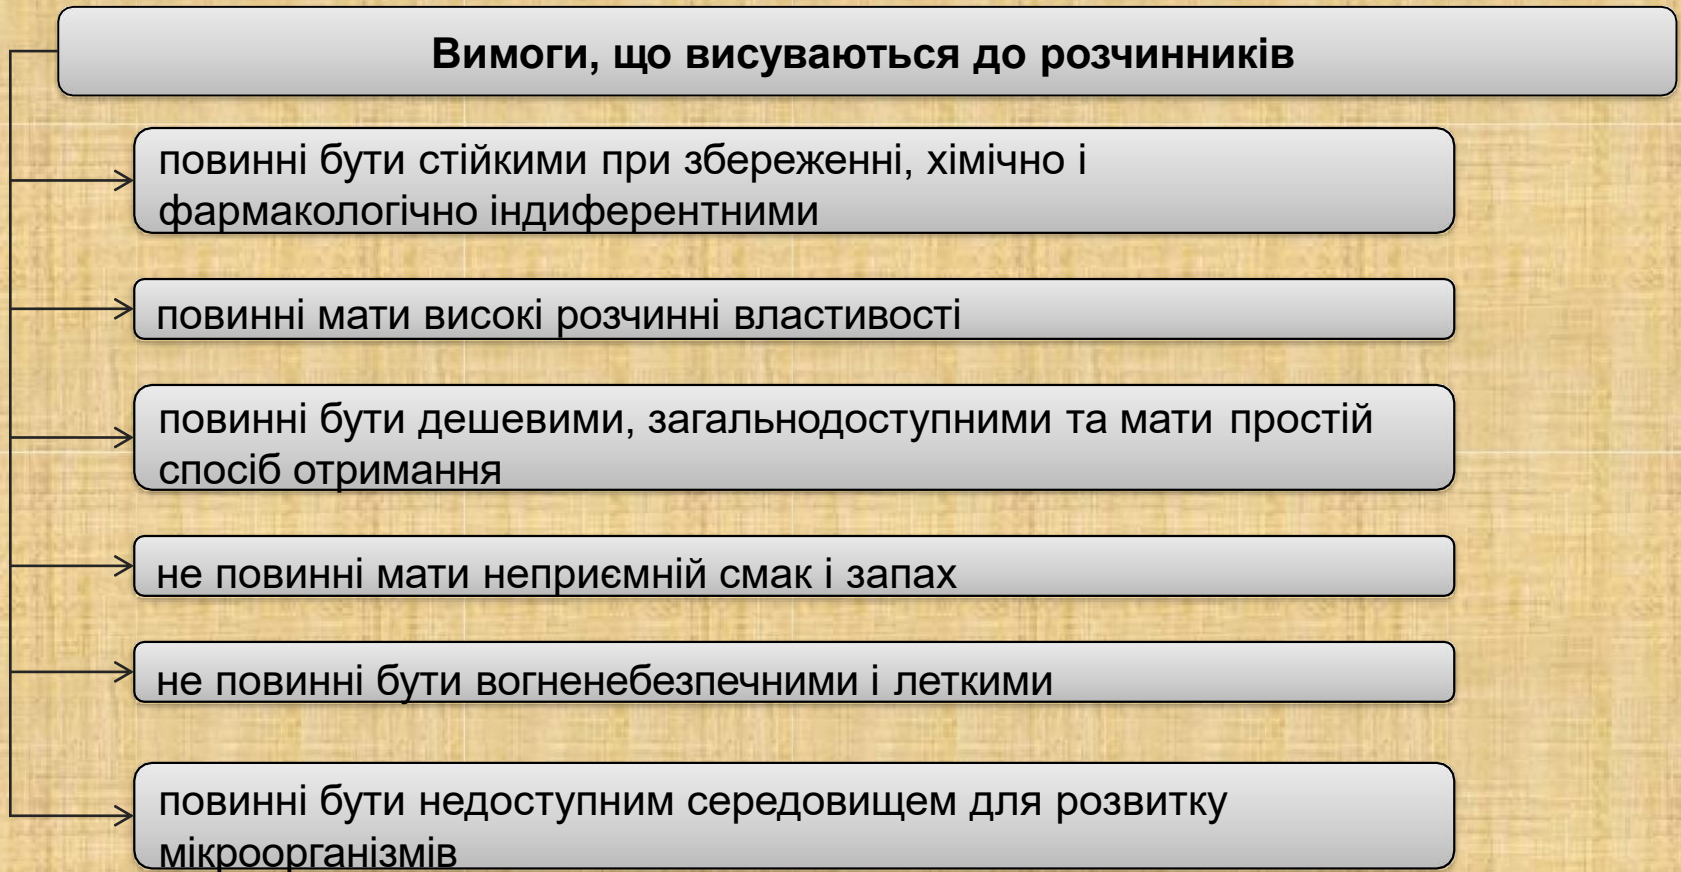 Вимоги, що висуваються до розчинників
повинні бути стійкими при збереженні, хімічно і
фармакологічно індиферентними
повинні мати високі розчинні властивості
повинні бути дешевими, загальнодоступними та мати простій
спосіб отримання
не повинні мати неприємній смак і запах
не повинні бути вогненебезпечними і леткими
повинні бути недоступним середовищем для розвитку
мікроорганізмів